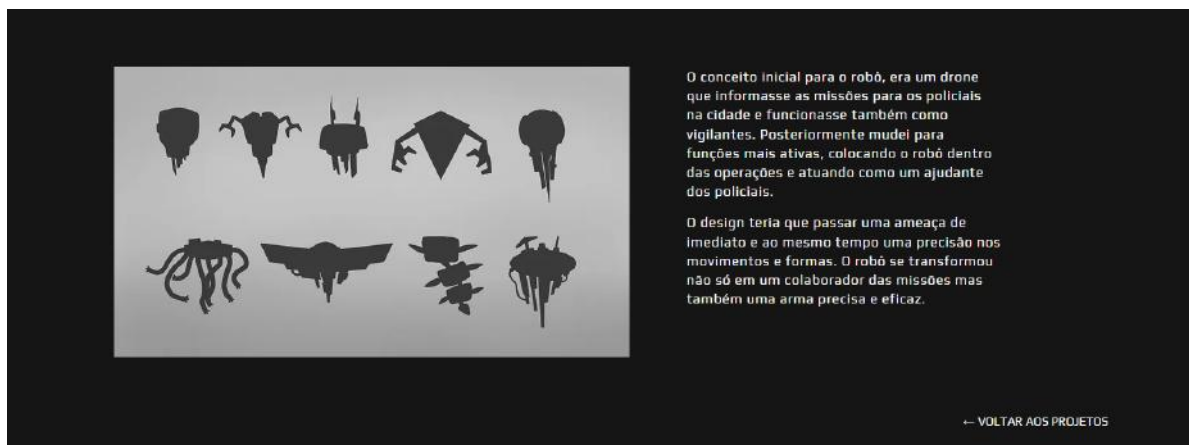 O conceito inicial para o robô, era um drone
que informasse as missões para os policiais
na cidade e funcionasse também como
vigilantes. Posteriormente mudei para
funções mais ativas, colocando o robô dentro
das operações e atuando como um ajudante
dos policiais.
O design teria que passar uma ameaça de
imediato e ao mesmo tempo uma precisão nos
movimentos e formas. O robô se transformou
não só em um colaborador das missões mas
também uma arma precisa e eficaz.
← VOLTAR AOS PROJETOS